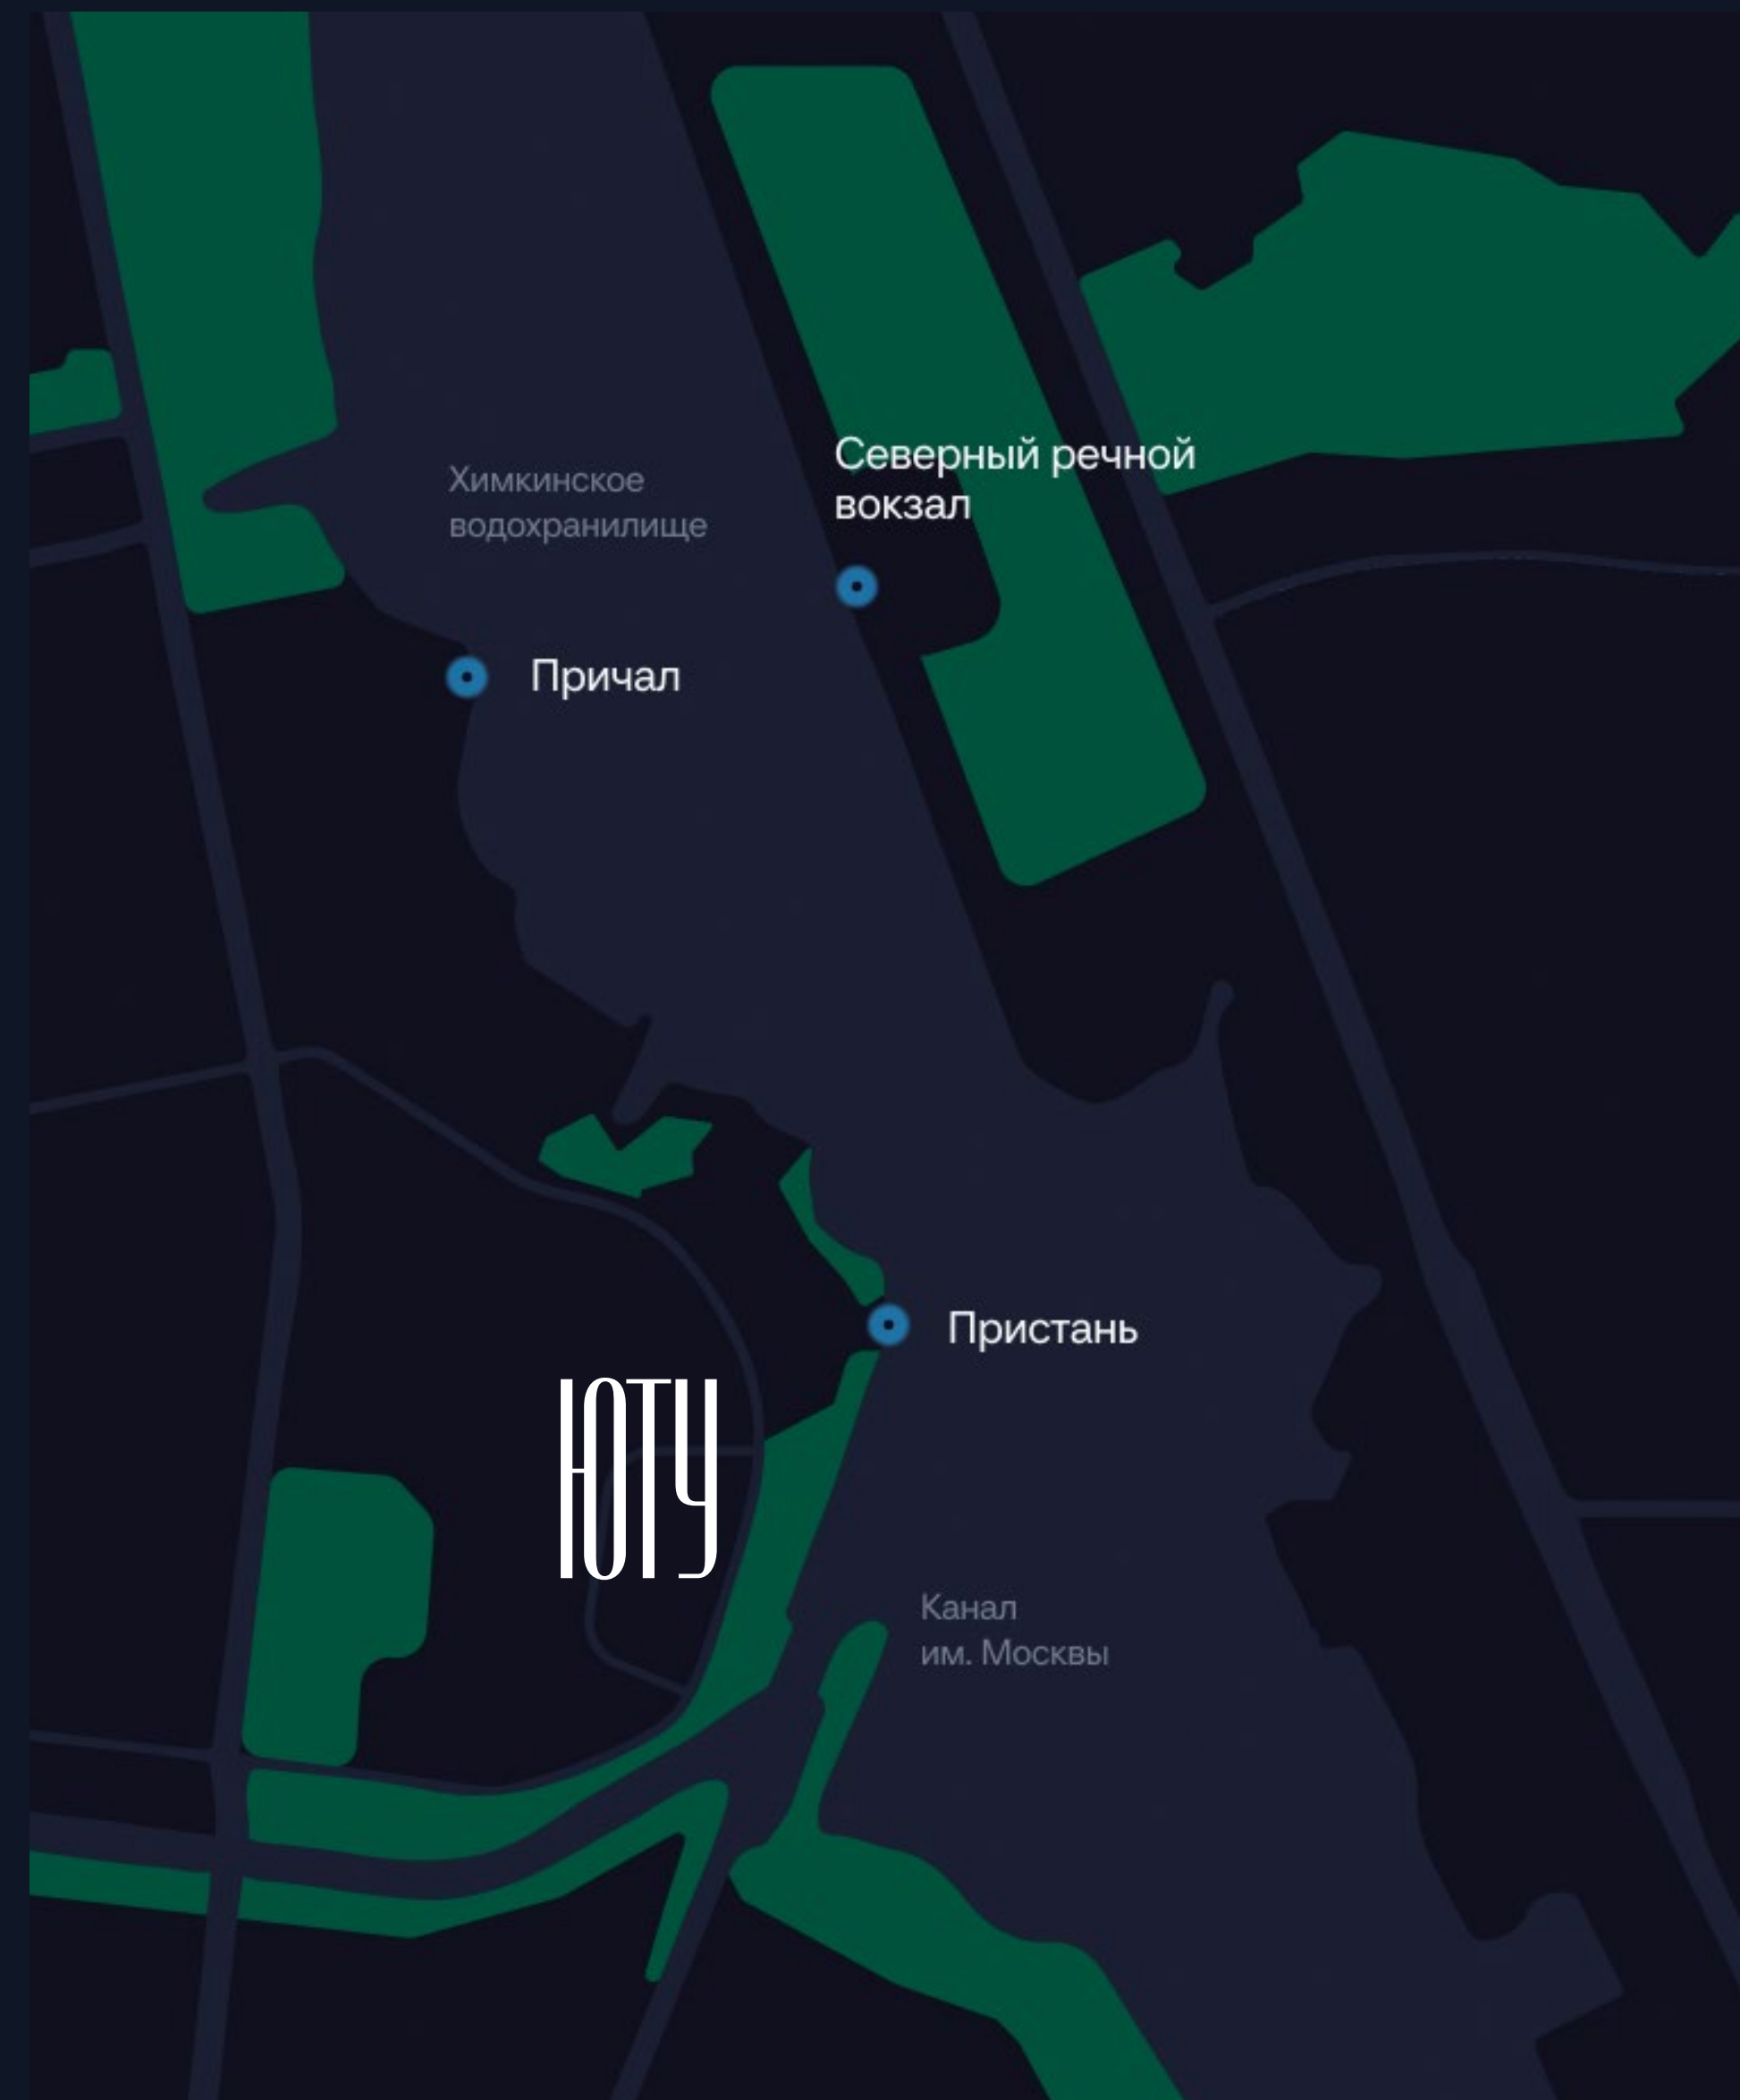 Северный речной
вокзал
Химкинское
водохранилище
Причал
Пристань
ЮТУ
Канал
им. Москвы